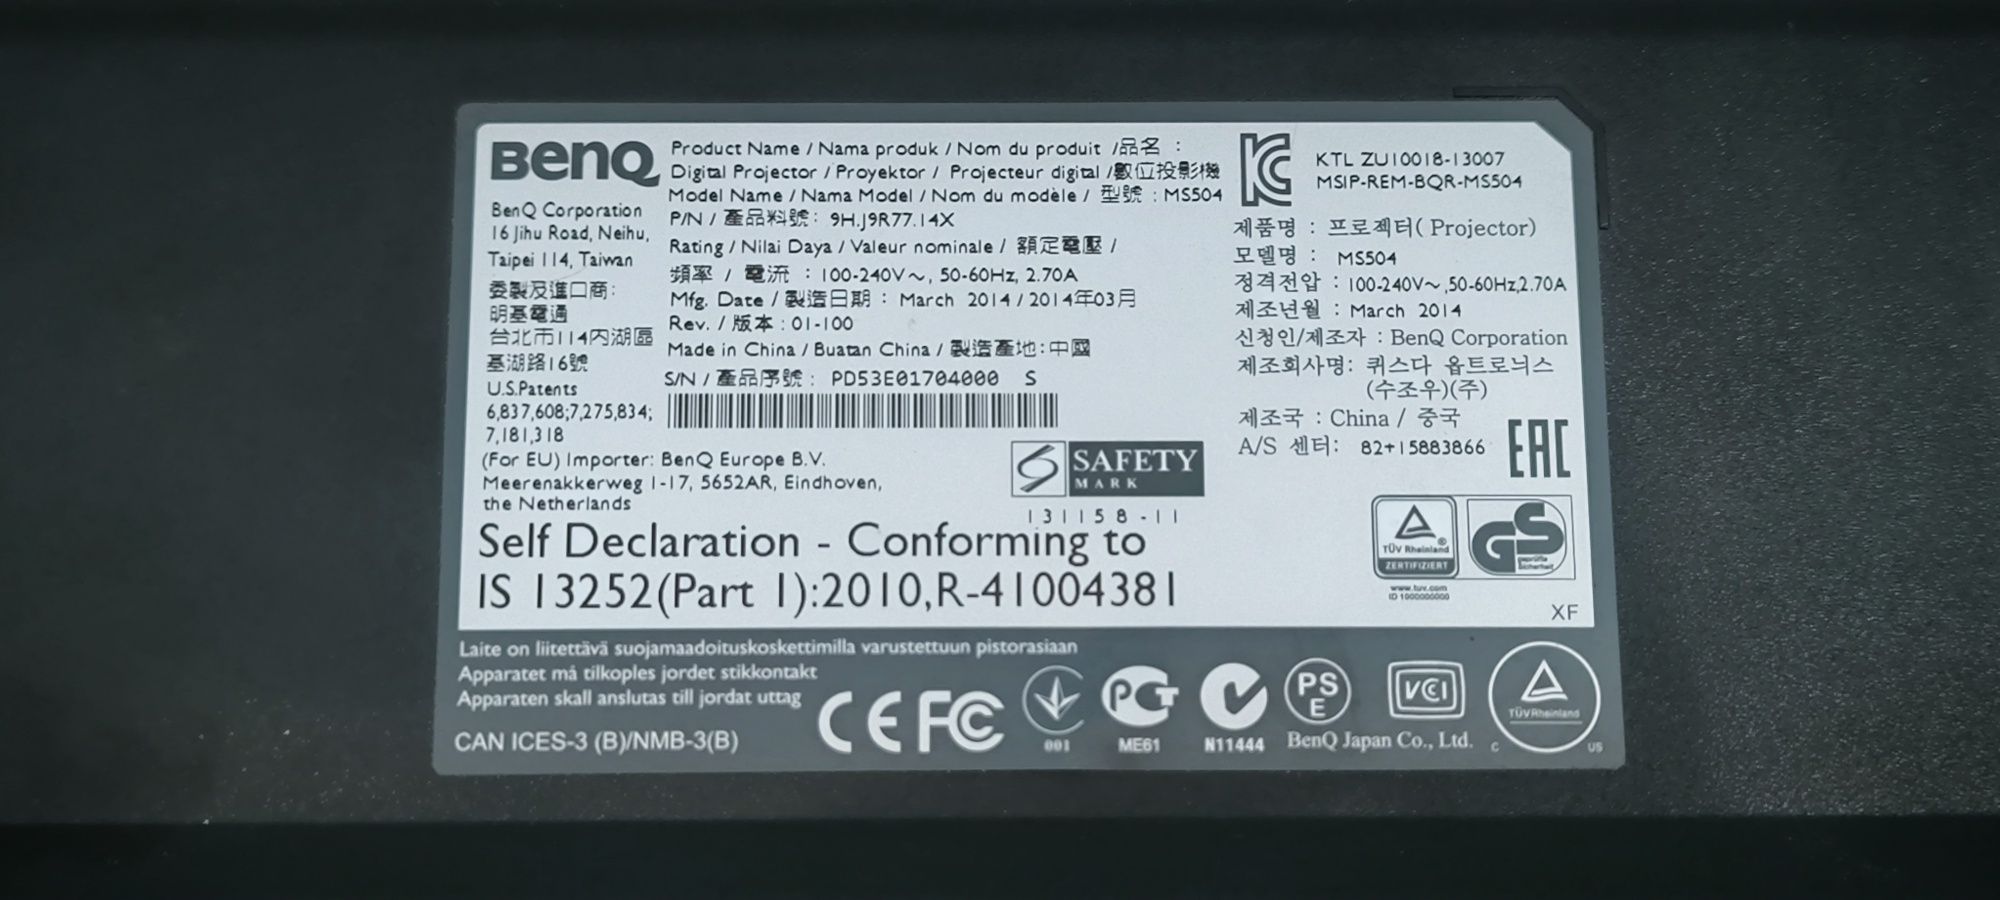 BenQ
BenQ Corporation
16 Jihu Road, Neihu,
Taipei 114, Taiwan
委製及進口商:
明基電通
台北市114內湖區
基湖路16號
U.S.Patents
6,837,608;7,275,834;
7,181,318
Product Name / Nama produk / Nom du produit /品名 :
Digital Projector / Proyektor / Projecteur digital /數位投影機
Model Name / Nama Model / Nom du modèle / 型號 : MS504
P/N / 產品料號: 9H.J9R77.14X
Rating / Nilai Daya / Valeur nominale / 額定電壓 /
頻率 / 電流 : 100-240V~, 50-60Hz, 2.70A
Mfg. Date / 製造日期 : March 2014 / 2014年03月
Rev. / 版本 : 01-100
Made in China / Buatan China / 製造產地:中國
S/N / 產品序號: PD53E01704000 S
(For EU) Importer: BenQ Europe B.V.
Meerenakkerweg 1-17, 5652AR, Eindhoven,
the Netherlands
SAFETY
MARK
131158-11
KTL ZU10018-13007
MSIP-REM-BQR-MS504
제품명 : 프로젝터( Projector)
모델명 : MS504
정격전압 : 100-240V~,50-60Hz,2.70A
제조년월 : March 2014
신청인/제조자 : BenQ Corporation
제조회사명: 퀴스다 옵트로닉스
(수조우)(주)
제조국 : China / 중국
A/S 센터: 82+15883866
EAC
TÜV Rheinland
ZERTIFIZIERT
GS
geprüfte
Sicherheit
www.tuv.com
ID 1000000000
XF
Self Declaration - Conforming to
IS 13252(Part 1):2010,R-41004381
Laite on liitettävä suojamaadoituskoskettimilla varustettuun pistorasiaan
Apparatet må tilkoples jordet stikkontakt
Apparaten skall anslutas till jordat uttag
CAN ICES-3 (B)/NMB-3(B)
CE FC
001
PCT
ME61
N11444
PS
E
BenQ Japan Co., Ltd.
VCI
TÜVRheinland
C US